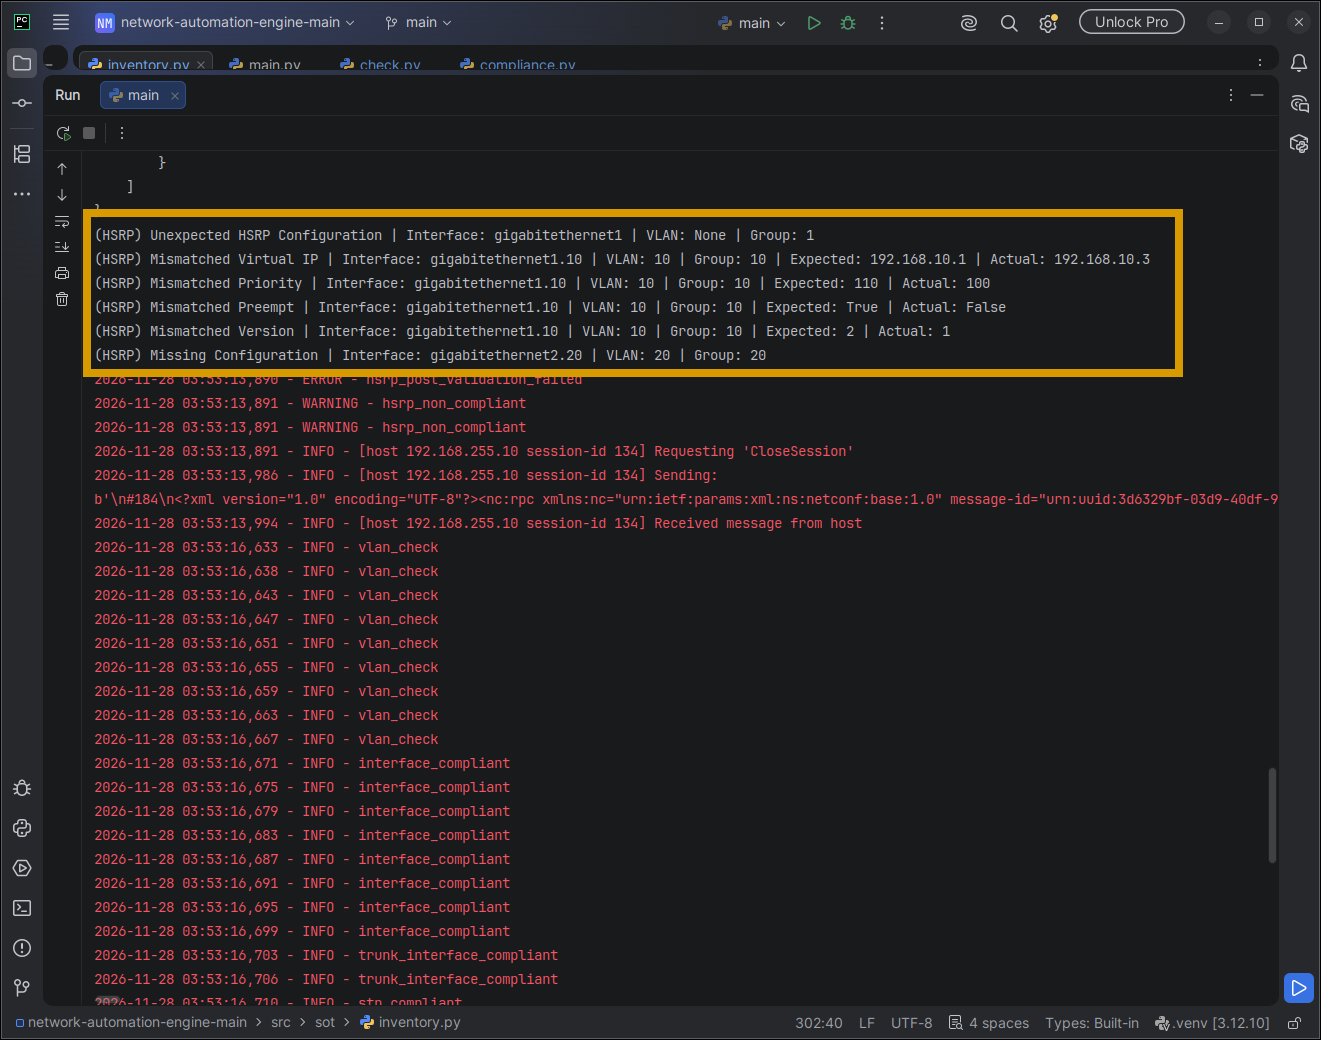 PC NM network-automation-engine-main main main Unlock Pro
inventory.py main.py check.py compliance.py
Run main
}
]
(HSRP) Unexpected HSRP Configuration | Interface: gigabitethernet1 | VLAN: None | Group: 1
(HSRP) Mismatched Virtual IP | Interface: gigabitethernet1.10 | VLAN: 10 | Group: 10 | Expected: 192.168.10.1 | Actual: 192.168.10.3
(HSRP) Mismatched Priority | Interface: gigabitethernet1.10 | VLAN: 10 | Group: 10 | Expected: 110 | Actual: 100
(HSRP) Mismatched Preempt | Interface: gigabitethernet1.10 | VLAN: 10 | Group: 10 | Expected: True | Actual: False
(HSRP) Mismatched Version | Interface: gigabitethernet1.10 | VLAN: 10 | Group: 10 | Expected: 2 | Actual: 1
(HSRP) Missing Configuration | Interface: gigabitethernet2.20 | VLAN: 20 | Group: 20
2026-11-28 03:53:13,890 - ERROR - hsrp_post_validation_failed
2026-11-28 03:53:13,891 - WARNING - hsrp_non_compliant
2026-11-28 03:53:13,891 - WARNING - hsrp_non_compliant
2026-11-28 03:53:13,891 - INFO - [host 192.168.255.10 session-id 134] Requesting 'CloseSession'
2026-11-28 03:53:13,986 - INFO - [host 192.168.255.10 session-id 134] Sending:
b'\n#184\n<?xml version="1.0" encoding="UTF-8"?><nc:rpc xmlns:nc="urn:ietf:params:xml:ns:netconf:base:1.0" message-id="urn:uuid:3d6329bf-03d9-40df-9
2026-11-28 03:53:13,994 - INFO - [host 192.168.255.10 session-id 134] Received message from host
2026-11-28 03:53:16,633 - INFO - vlan_check
2026-11-28 03:53:16,638 - INFO - vlan_check
2026-11-28 03:53:16,643 - INFO - vlan_check
2026-11-28 03:53:16,647 - INFO - vlan_check
2026-11-28 03:53:16,651 - INFO - vlan_check
2026-11-28 03:53:16,655 - INFO - vlan_check
2026-11-28 03:53:16,659 - INFO - vlan_check
2026-11-28 03:53:16,663 - INFO - vlan_check
2026-11-28 03:53:16,667 - INFO - vlan_check
2026-11-28 03:53:16,671 - INFO - interface_compliant
2026-11-28 03:53:16,675 - INFO - interface_compliant
2026-11-28 03:53:16,679 - INFO - interface_compliant
2026-11-28 03:53:16,683 - INFO - interface_compliant
2026-11-28 03:53:16,687 - INFO - interface_compliant
2026-11-28 03:53:16,691 - INFO - interface_compliant
2026-11-28 03:53:16,695 - INFO - interface_compliant
2026-11-28 03:53:16,699 - INFO - interface_compliant
2026-11-28 03:53:16,703 - INFO - trunk_interface_compliant
2026-11-28 03:53:16,706 - INFO - trunk_interface_compliant
2026-11-28 03:53:16,710 - INFO - stp_compliant
network-automation-engine-main > src > sot > inventory.py 302:40 LF UTF-8 4 spaces Types: Built-in .venv [3.12.10]